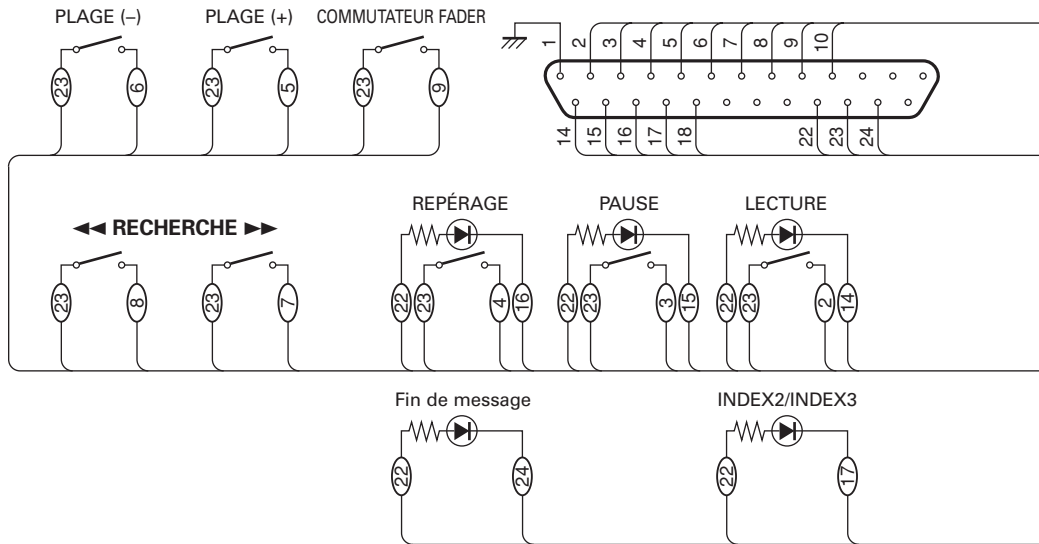 PLAGE (–) PLAGE (+) COMMUTATEUR FADER
1 2 3 4 5 6 7 8 9 10
23 6 23 5 23 9
14 15 16 17 18 22 23 24
◄◄ RECHERCHE ►► REPÉRAGE PAUSE LECTURE
23 8 23 7 22 23 4 16 22 23 3 15 22 23 2 14
Fin de message INDEX2/INDEX3
22 24 22 17